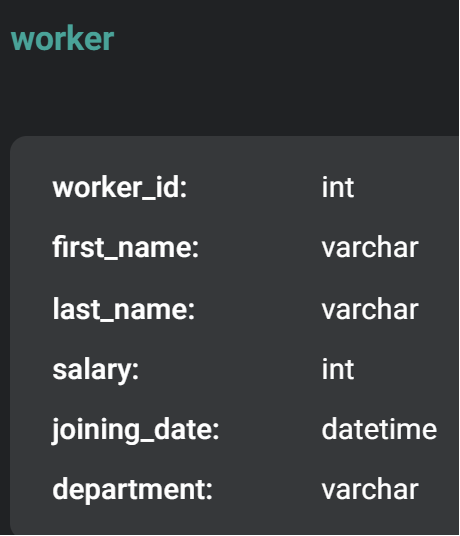 worker
worker_id: int
first_name: varchar
last_name: varchar
salary: int
joining_date: datetime
department: varchar